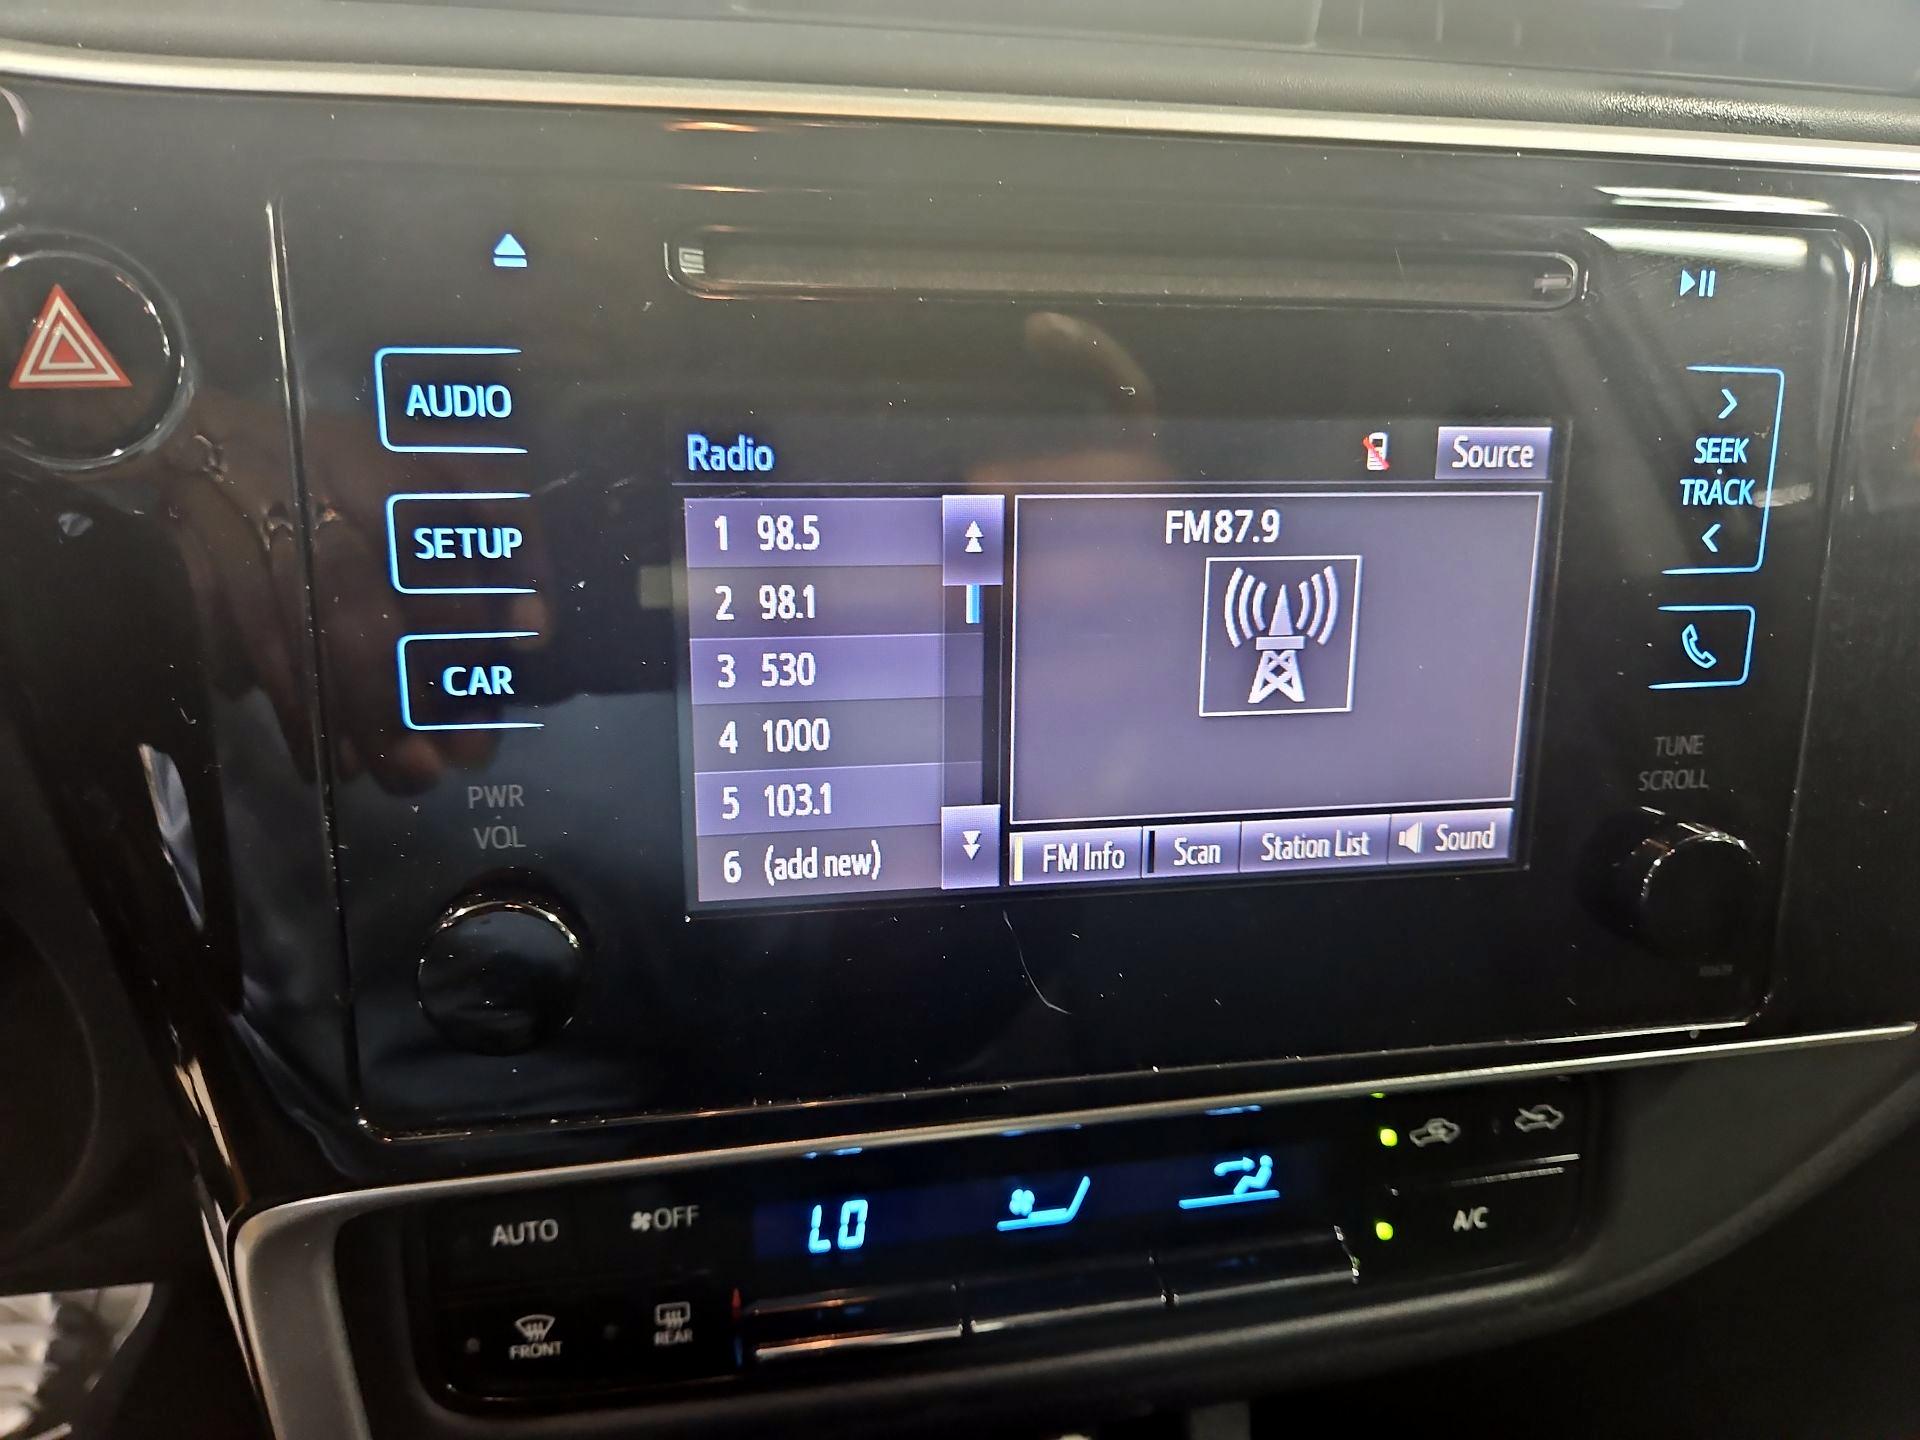 AUDIO
SETUP
CAR
PWR
VOL
Radio
Source
1 98.5
2 98.1
3 530
4 1000
5 103.1
6 (add new)
FM 87.9
FM Info
Scan
Station List
Sound
SEEK
TRACK
TUNE
SCROLL
AUTO
OFF
LO
A/C
FRONT
REAR